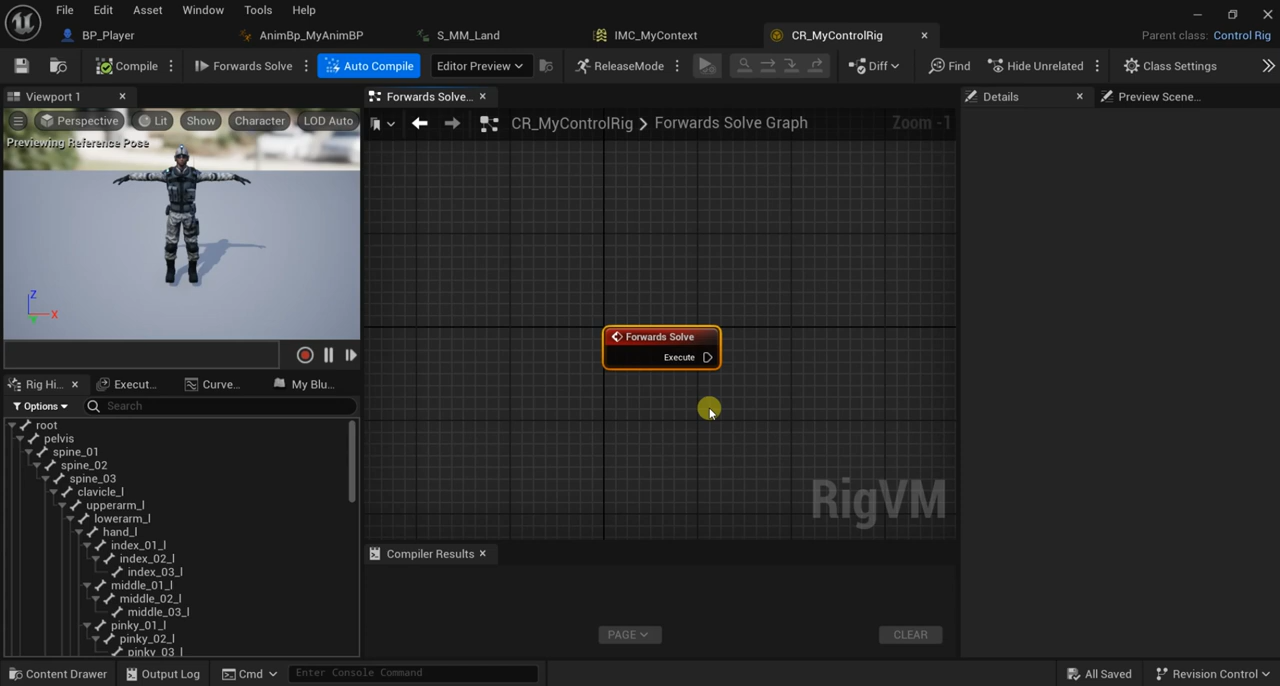 File Edit Asset Window Tools Help
BP_Player AnimBp_MyAnimBP S_MM_Land IMC_MyContext CR_MyControlRig Parent class: Control Rig
Compile Forwards Solve Auto Compile Editor Preview ReleaseMode Diff Find Hide Unrelated Class Settings
Viewport 1 Forwards Solve... Details Preview Scene...
Perspective Lit Show Character LOD Auto CR_MyControlRig Forwards Solve Graph Zoom -1
Previewing Reference Pose
Forwards Solve
Execute
Z
X
Y
RigVM
Rig Hi... Execut... Curve... My Blu...
Options Search
root
pelvis
spine_01
spine_02
spine_03
clavicle_l
upperarm_l
lowerarm_l
hand_l
index_01_l
index_02_l
index_03_l
middle_01_l
middle_02_l
middle_03_l
pinky_01_l
pinky_02_l
pinky_03_l
Compiler Results
PAGE CLEAR
Content Drawer Output Log Cmd Enter Console Command All Saved Revision Control